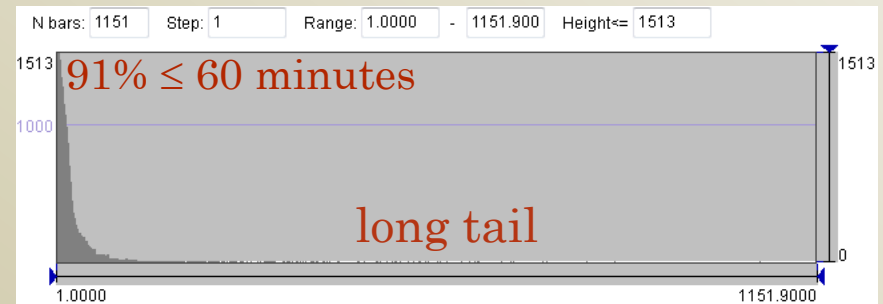 N bars: 1151 Step: 1 Range: 1.0000 - 1151.900 Height<= 1513
1513 91% ≤ 60 minutes 1513
1000
long tail
0
1.0000 1151.9000